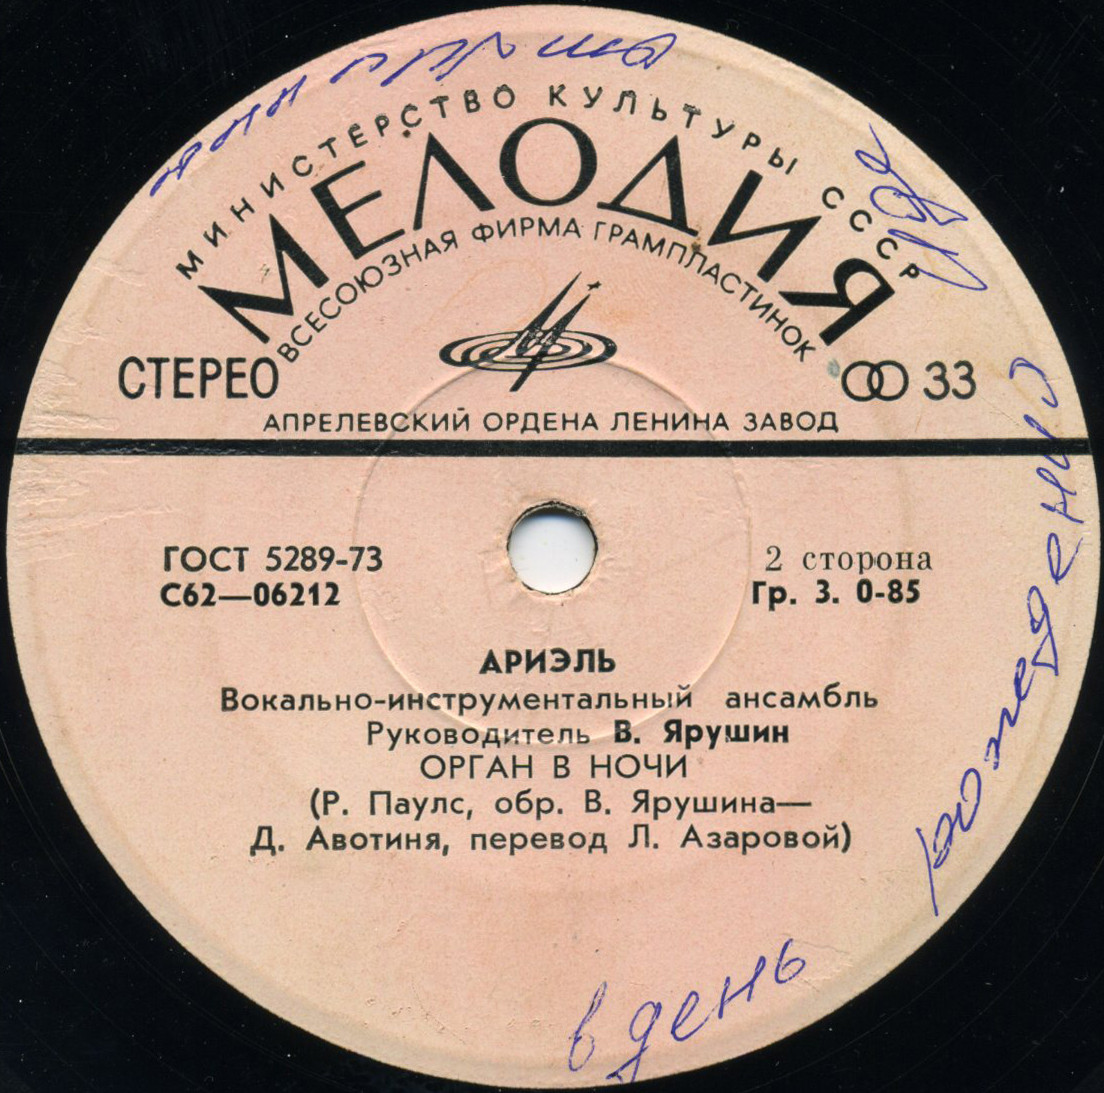 МИНИСТЕРСТВО КУЛЬТУРЫ СССР
МЕЛОДИЯ
ВСЕСОЮЗНАЯ ФИРМА ГРАМПЛАСТИНОК
СТЕРЕО
33
АПРЕЛЕВСКИЙ ОРДЕНА ЛЕНИНА ЗАВОД
ГОСТ 5289-73
2 сторона
С62—06212
Гр. 3. 0-85
АРИЭЛЬ
Вокально-инструментальный ансамбль
Руководитель В. Ярушин
ОРГАН В НОЧИ
(Р. Паулс, обр. В. Ярушина—
Д. Авотиня, перевод Л. Азаровой)
в день
рождения
от